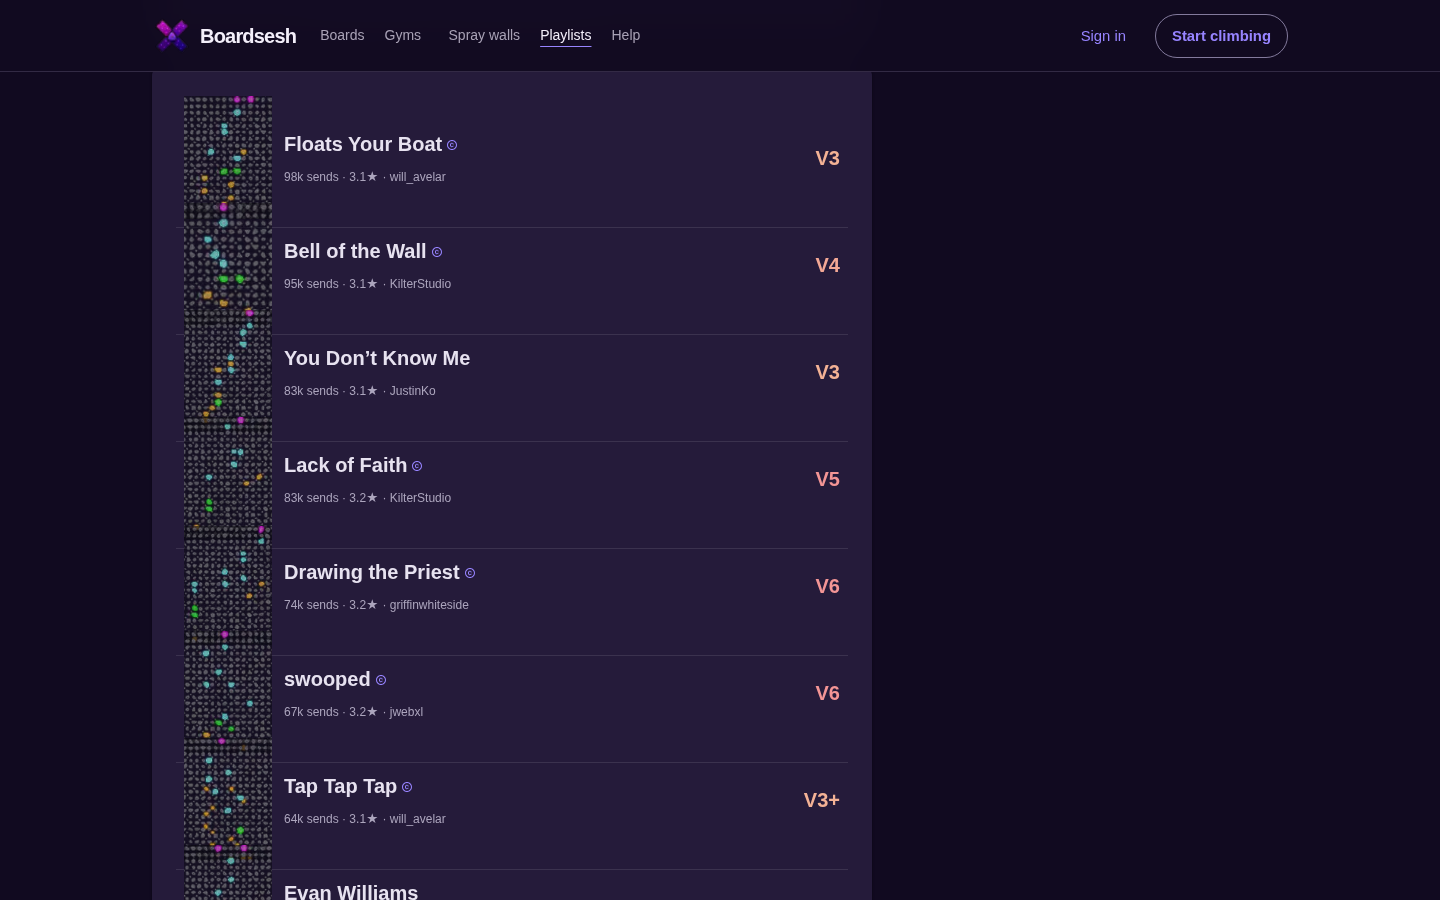 Boardsesh
Boards
Gyms
Spray walls
Playlists
Help
Sign in
Start climbing
Floats Your Boat ©
V3
98k sends · 3.1★ · will_avelar
Bell of the Wall ©
V4
95k sends · 3.1★ · KilterStudio
You Don’t Know Me
V3
83k sends · 3.1★ · JustinKo
Lack of Faith ©
V5
83k sends · 3.2★ · KilterStudio
Drawing the Priest ©
V6
74k sends · 3.2★ · griffinwhiteside
swooped ©
V6
67k sends · 3.2★ · jwebxl
Tap Tap Tap ©
V3+
64k sends · 3.1★ · will_avelar
Evan Williams